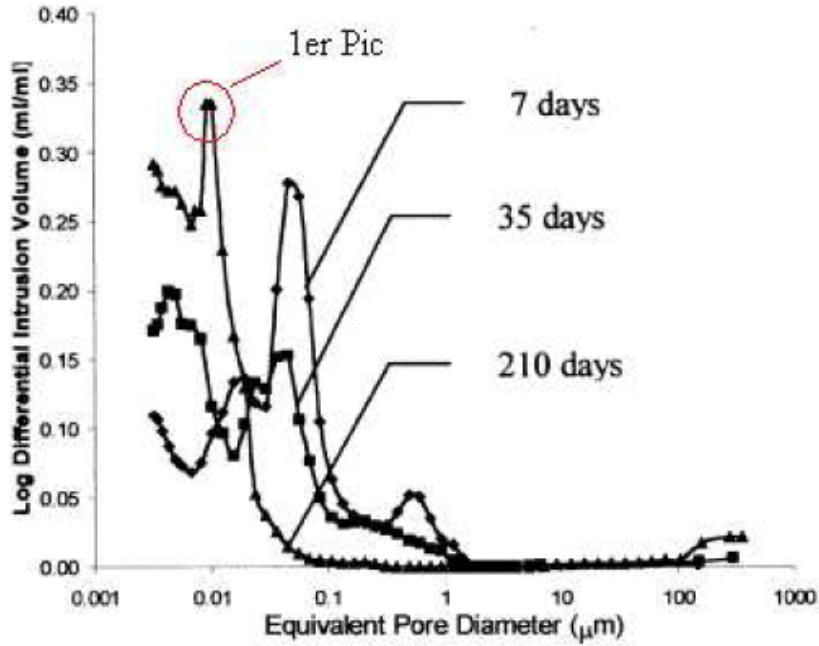 0.40
0.35
0.30
0.25
0.20
0.15
0.10
0.05
0.00
Log Differential Intrusion Volume (ml/ml)
1er Pic
7 days
35 days
210 days
0.001
0.01
0.1
1
10
100
1000
Equivalent Pore Diameter (μm)